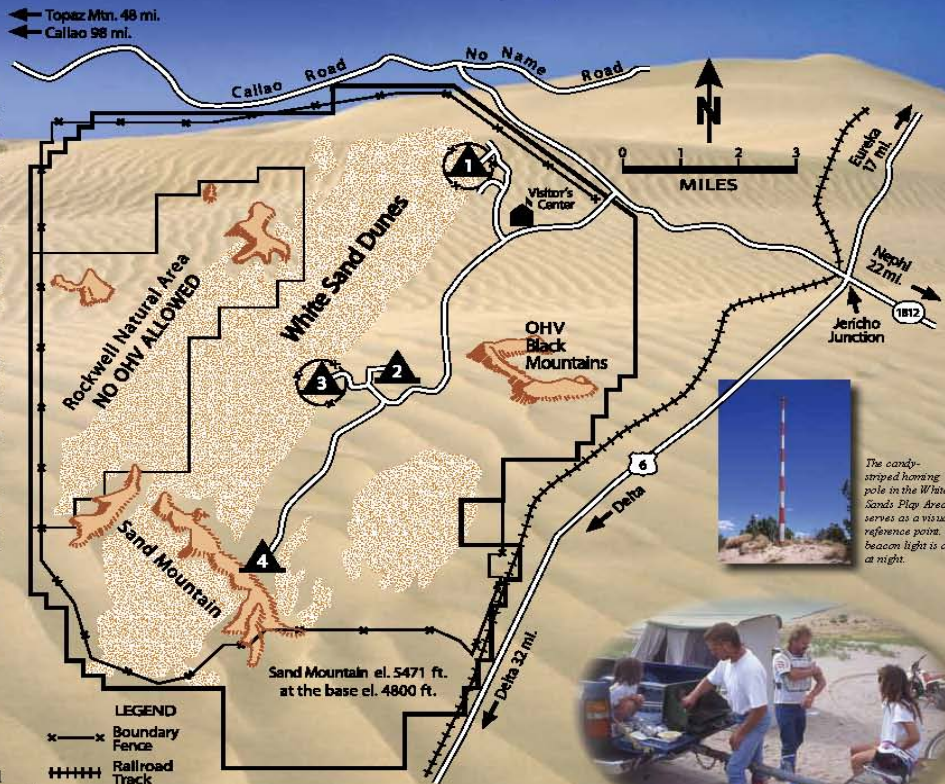 Topaz Mtn. 48 mi.
Callao 98 mi.
Callao Road
No Name Road
N
0 1 2 3
MILES
Eureka
17 mi.
1
Visitor's
Center
Nephi
22 mi.
1812
Jericho
Junction
White Sand Dunes
Rockwell Natural Area
NO OHV ALLOWED
OHV
Black
Mountains
3
2
6
Delta
The candy-
striped homing
pole in the White
Sands Play Area
serves as a visua
reference point.
beacon light is o
at night.
Sand Mountain
4
Sand Mountain el. 5471 ft.
at the base el. 4800 ft.
Delta 32 mi.
LEGEND
Boundary
Fence
Railroad
Track